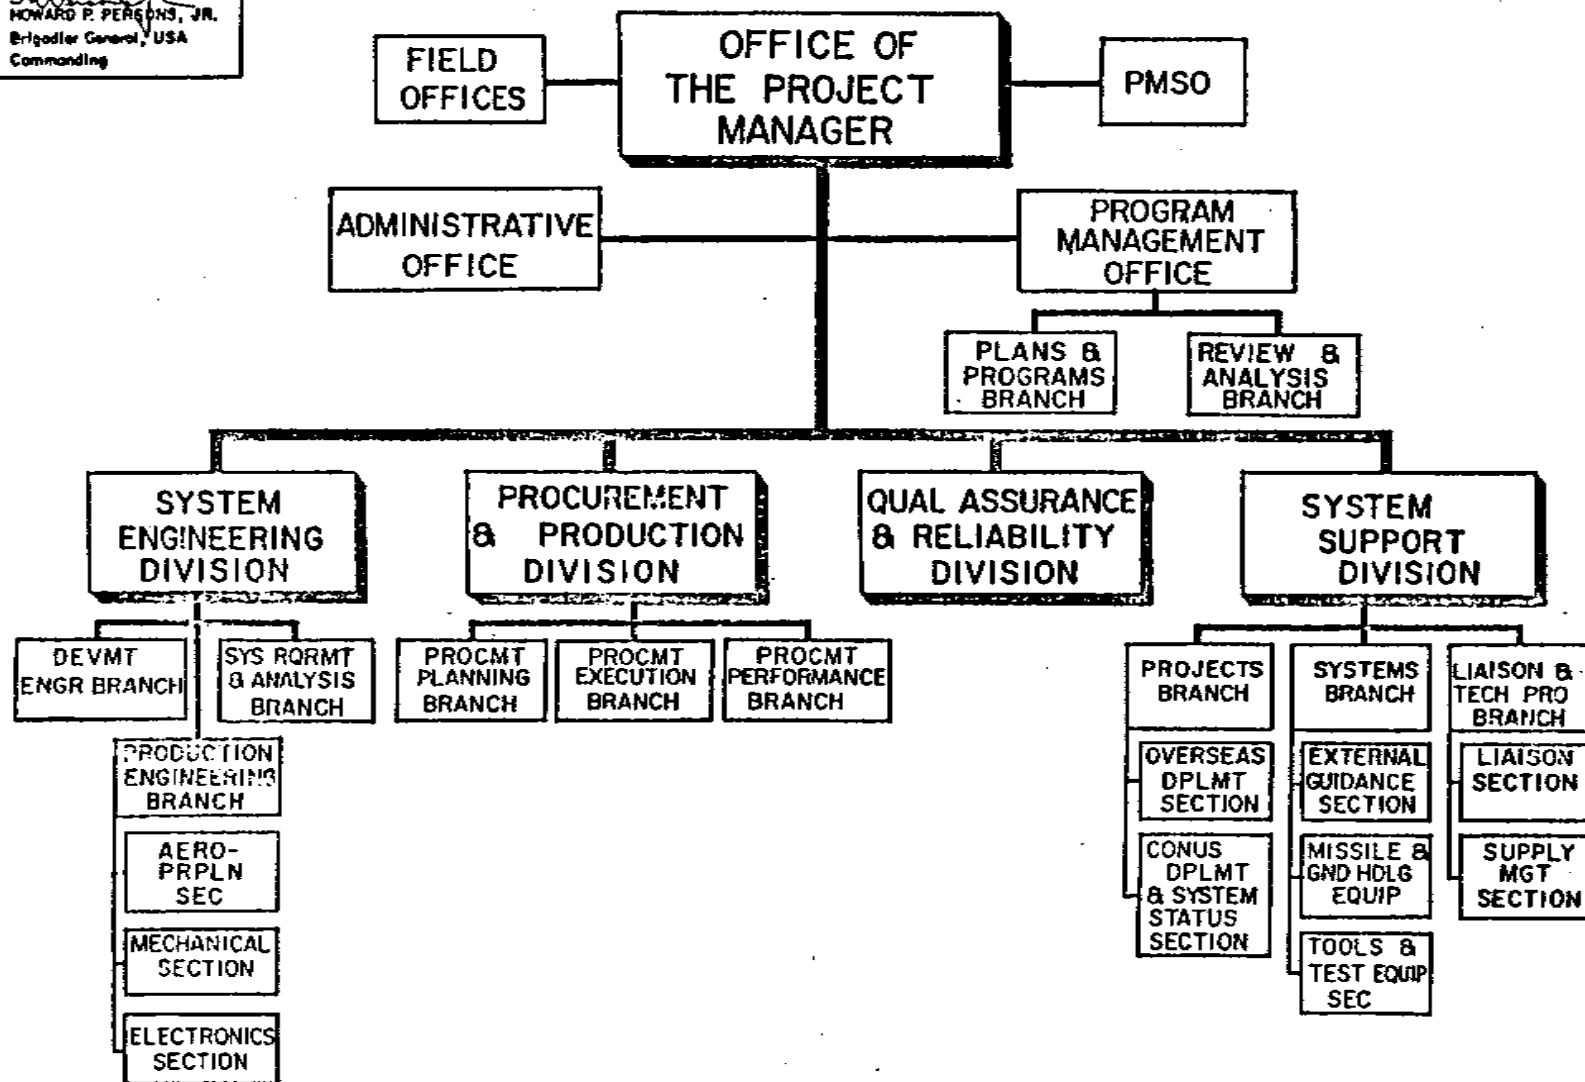 HOWARD P. PERSONS, JR.
Brigadier General, USA
Commanding
FIELD
OFFICES
OFFICE OF
THE PROJECT
MANAGER
PMSO
ADMINISTRATIVE
OFFICE
PROGRAM
MANAGEMENT
OFFICE
PLANS &
PROGRAMS
BRANCH
REVIEW &
ANALYSIS
BRANCH
SYSTEM
ENGINEERING
DIVISION
PROCUREMENT
& PRODUCTION
DIVISION
QUAL ASSURANCE
& RELIABILITY
DIVISION
SYSTEM
SUPPORT
DIVISION
DEVMT
ENGR BRANCH
SYS RQRMT
& ANALYSIS
BRANCH
PROCMT
PLANNING
BRANCH
PROCMT
EXECUTION
BRANCH
PROCMT
PERFORMANCE
BRANCH
PROJECTS
BRANCH
SYSTEMS
BRANCH
LIAISON &
TECH PRO
BRANCH
PRODUCTION
ENGINEERING
BRANCH
AERO-
PRPLN
SEC
MECHANICAL
SECTION
ELECTRONICS
SECTION
OVERSEAS
DPLMT
SECTION
CONUS
DPLMT
& SYSTEM
STATUS
SECTION
EXTERNAL
GUIDANCE
SECTION
MISSILE &
GND HDLG
EQUIP
TOOLS &
TEST EQUIP
SEC
LIAISON
SECTION
SUPPLY
MGT
SECTION